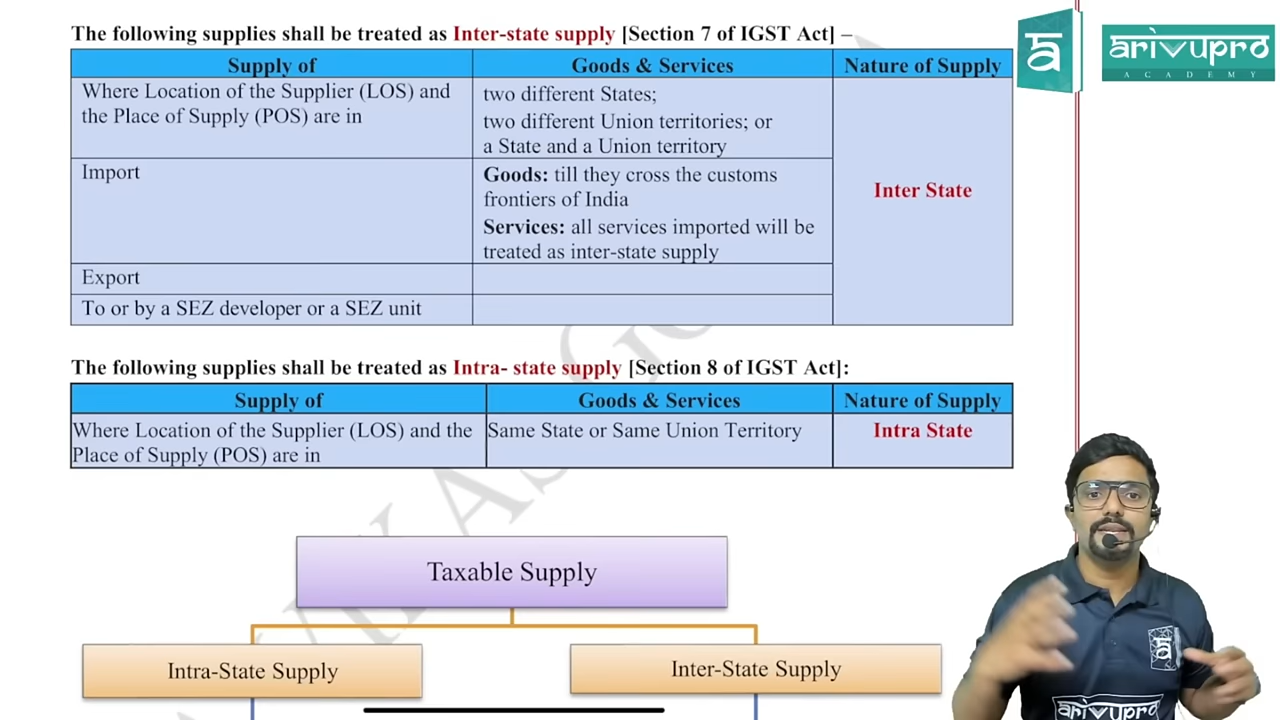 The following supplies shall be treated as Inter-state supply [Section 7 of IGST Act] –
Supply of
Goods & Services
Nature of Supply
Where Location of the Supplier (LOS) and
the Place of Supply (POS) are in
two different States;
two different Union territories; or
a State and a Union territory
Import
Goods: till they cross the customs
frontiers of India
Services: all services imported will be
treated as inter-state supply
Inter State
Export
To or by a SEZ developer or a SEZ unit
The following supplies shall be treated as Intra- state supply [Section 8 of IGST Act]:
Supply of
Goods & Services
Nature of Supply
Where Location of the Supplier (LOS) and the
Place of Supply (POS) are in
Same State or Same Union Territory
Intra State
Taxable Supply
Intra-State Supply
Inter-State Supply
arivupro
ACADEMY
arivupro